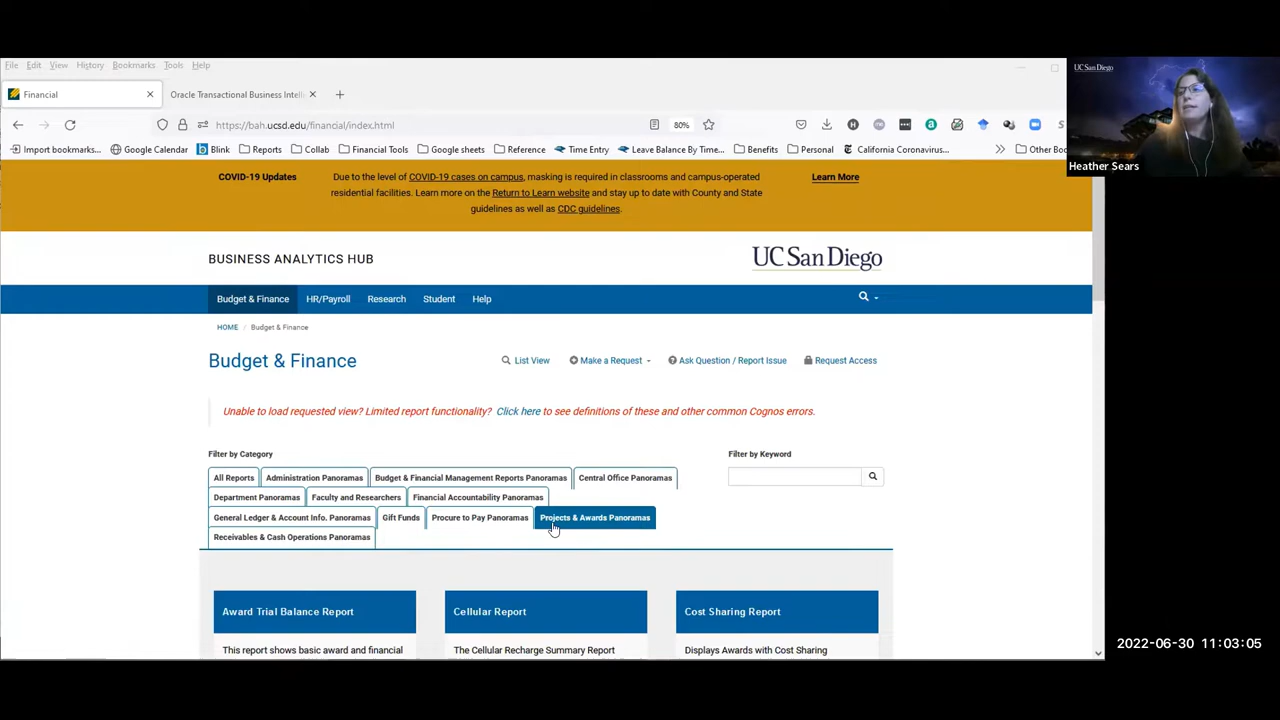 File Edit View History Bookmarks Tools Help
UC San Diego
Financial
Oracle Transactional Business Intelli
https://bah.ucsd.edu/financial/index.html
80%
Heather Sears
Import bookmarks... Google Calendar Blink Reports Collab Financial Tools Google sheets Reference Time Entry Leave Balance By Time... Benefits Personal California Coronavirus... Other Boo
COVID-19 Updates
Due to the level of COVID-19 cases on campus, masking is required in classrooms and campus-operated
residential facilities. Learn more on the Return to Learn website and stay up to date with County and State
guidelines as well as CDC guidelines.
Learn More
BUSINESS ANALYTICS HUB
UC San Diego
Budget & Finance HR/Payroll Research Student Help
HOME / Budget & Finance
Budget & Finance
List View Make a Request Ask Question / Report Issue Request Access
Unable to load requested view? Limited report functionality? Click here to see definitions of these and other common Cognos errors.
Filter by Category
Filter by Keyword
All Reports Administration Panoramas Budget & Financial Management Reports Panoramas Central Office Panoramas
Department Panoramas Faculty and Researchers Financial Accountability Panoramas
General Ledger & Account Info. Panoramas Gift Funds Procure to Pay Panoramas Projects & Awards Panoramas
Receivables & Cash Operations Panoramas
Award Trial Balance Report
Cellular Report
Cost Sharing Report
This report shows basic award and financial
The Cellular Recharge Summary Report
Displays Awards with Cost Sharing
2022-06-30 11:03:05